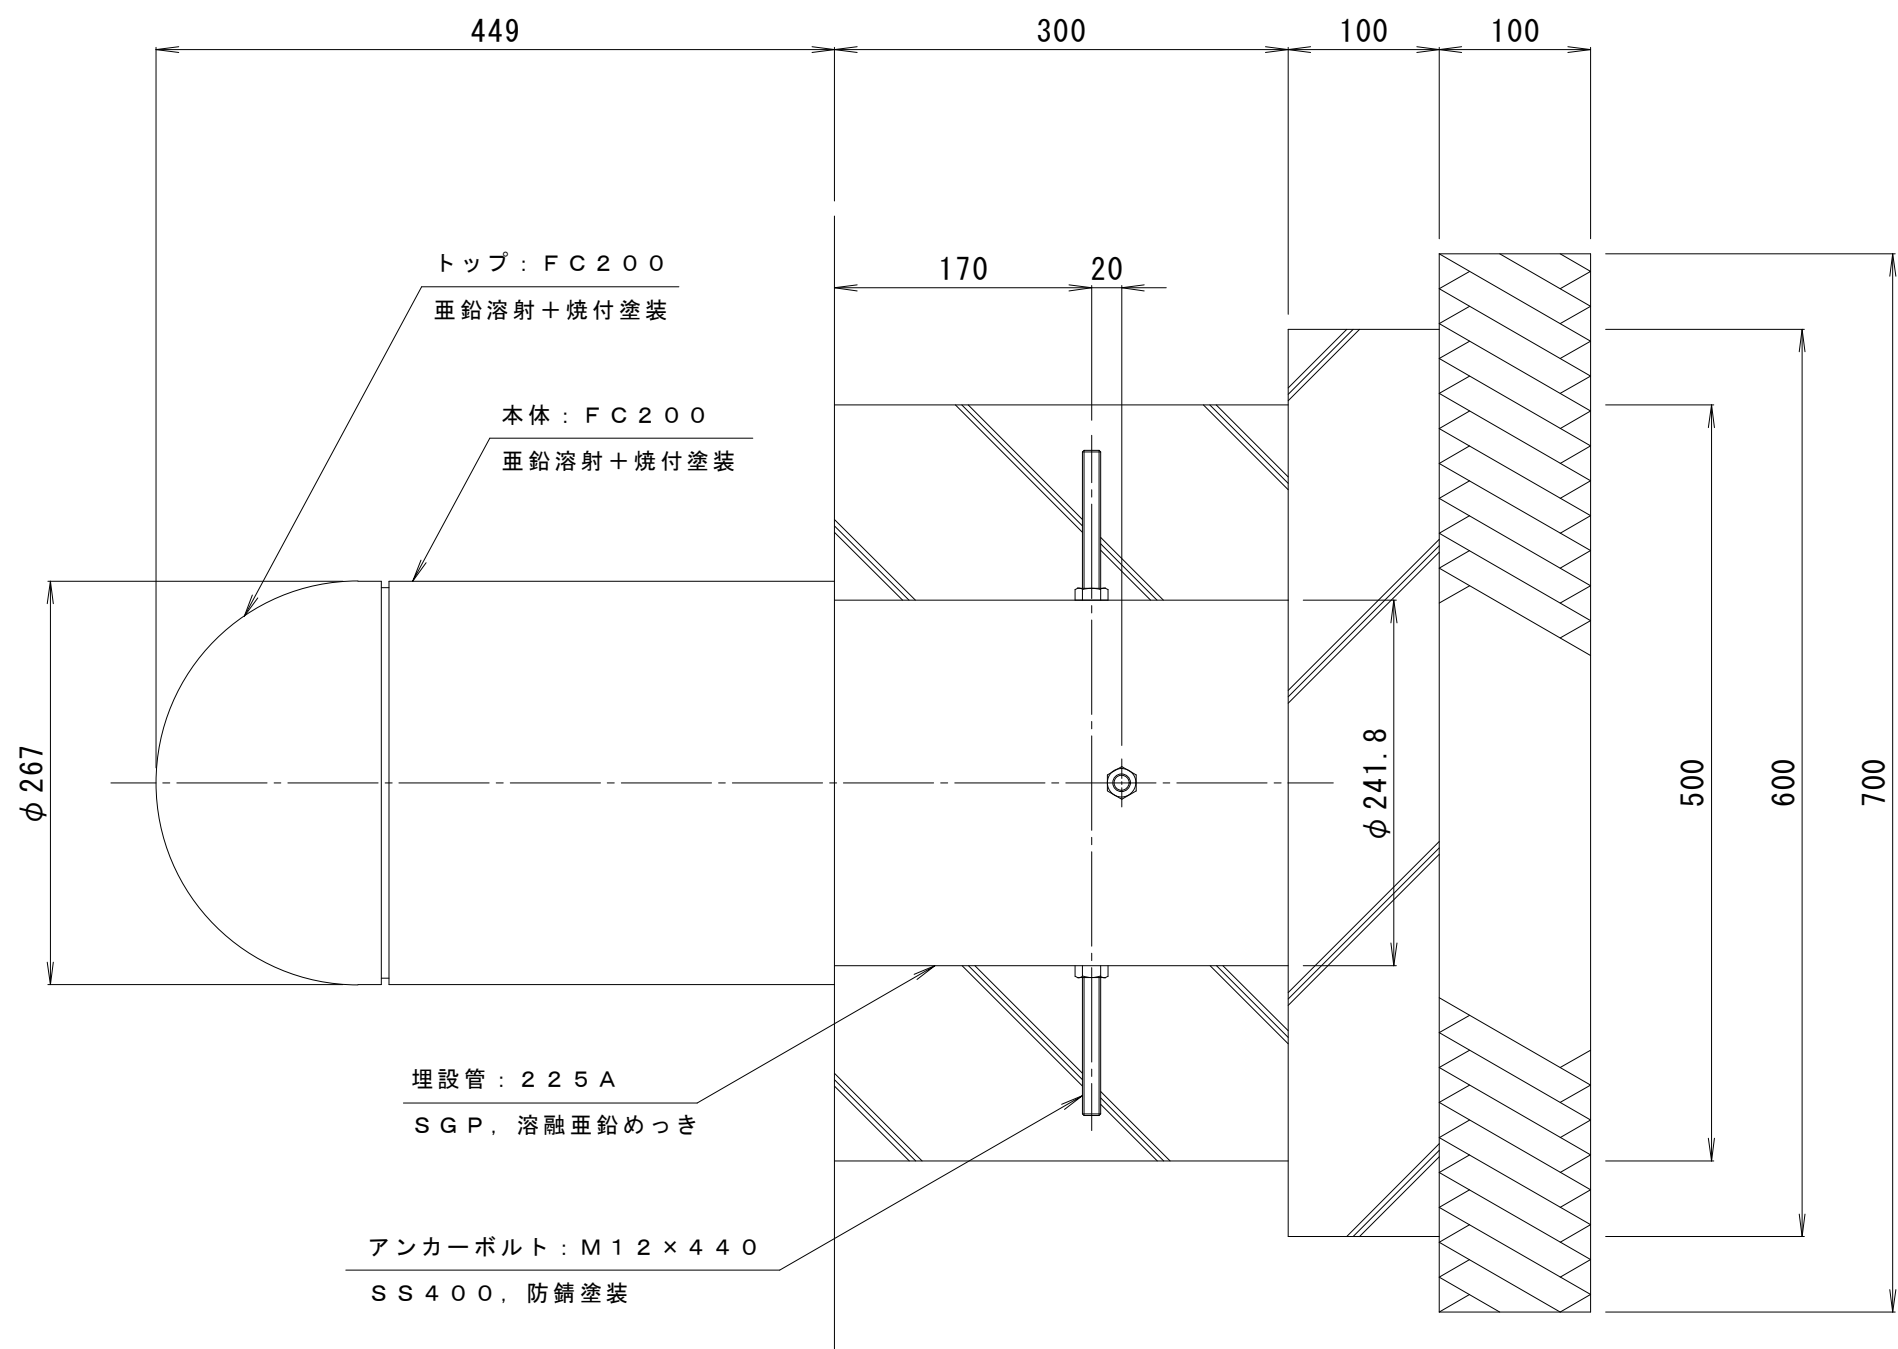 449
300
100
100
トップ：ＦＣ２００
亜鉛溶射＋焼付塗装
170
20
本体：ＦＣ２００
亜鉛溶射＋焼付塗装
φ267
φ241.8
500
600
700
埋設管：２２５Ａ
ＳＧＰ，溶融亜鉛めっき
アンカーボルト：Ｍ１２×４４０
ＳＳ４００，防錆塗装